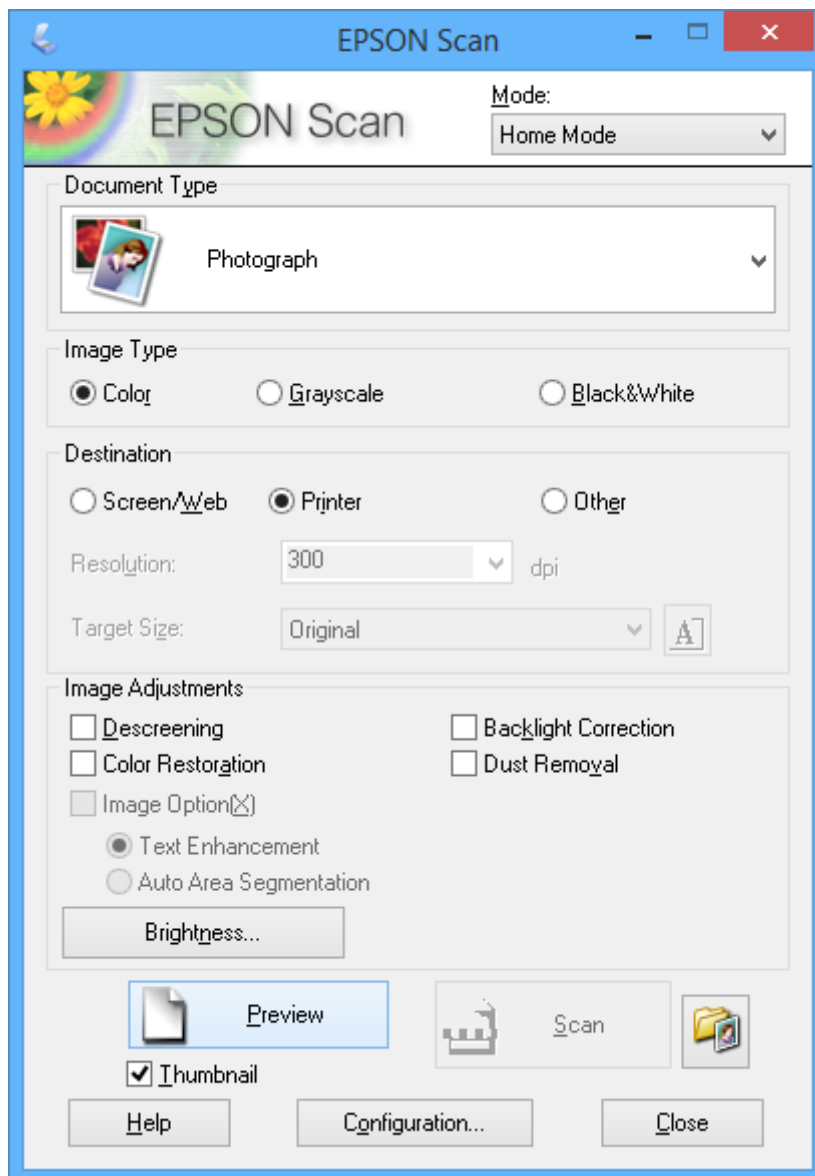 EPSON Scan
EPSON Scan
Mode:
Home Mode
Document Type
Photograph
Image Type
Color Grayscale Black&White
Destination
Screen/Web Printer Other
Resolution: 300 dpi
Target Size: Original A
Image Adjustments
Descreening Backlight Correction
Color Restoration Dust Removal
Image Option(X)
Text Enhancement
Auto Area Segmentation
Brightness...
Preview Scan
Thumbnail
Help Configuration... Close